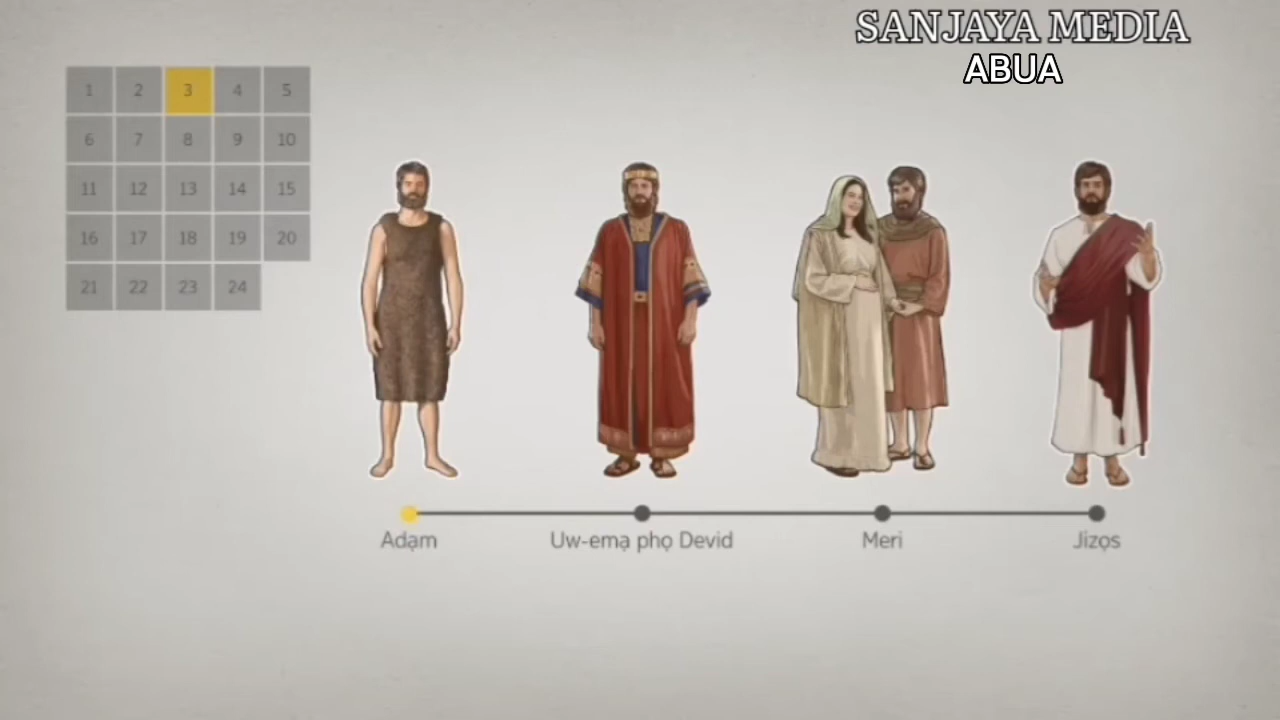 SANJAYA MEDIA
ABUA
1 2 3 4 5
6 7 8 9 10
11 12 13 14 15
16 17 18 19 20
21 22 23 24
Adạm Uw-emạ phọ Devid Meri Jizọs